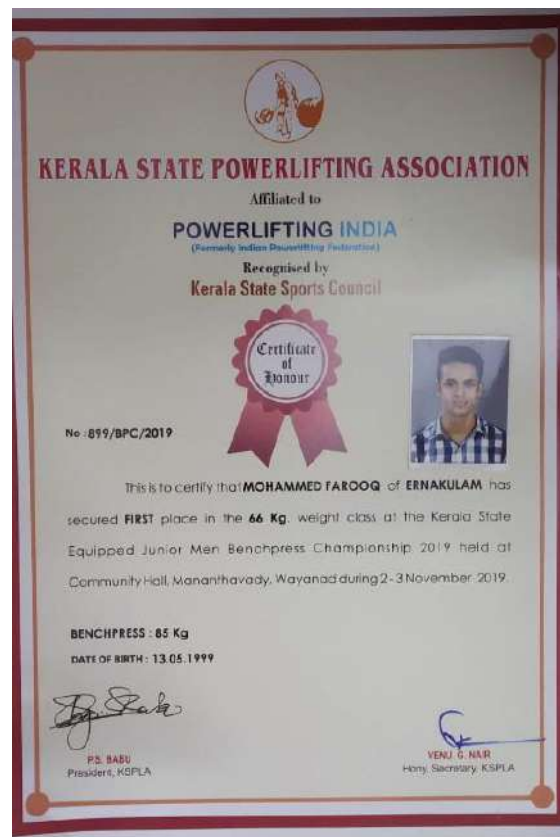 KERALA STATE POWERLIFTING ASSOCIATION
Affiliated to
POWERLIFTING INDIA
(Formerly Indian Powerlifting Federation)
Recognised by
Kerala State Sports Council
Certificate
of
Honour
No :899/BPC/2019
This is to certify that MOHAMMED FAROOQ of ERNAKULAM has
secured FIRST place in the 66 Kg. weight class at the Kerala State
Equipped Junior Men Benchpress Championship 2019 held at
Community Hall, Mananthavady, Wayanad during 2-3 November 2019.
BENCHPRESS : 85 Kg
DATE OF BIRTH : 13.05.1999
P.S. BABU
President, KSPLA
VENU G. NAIR
Hony. Secretary, KSPLA